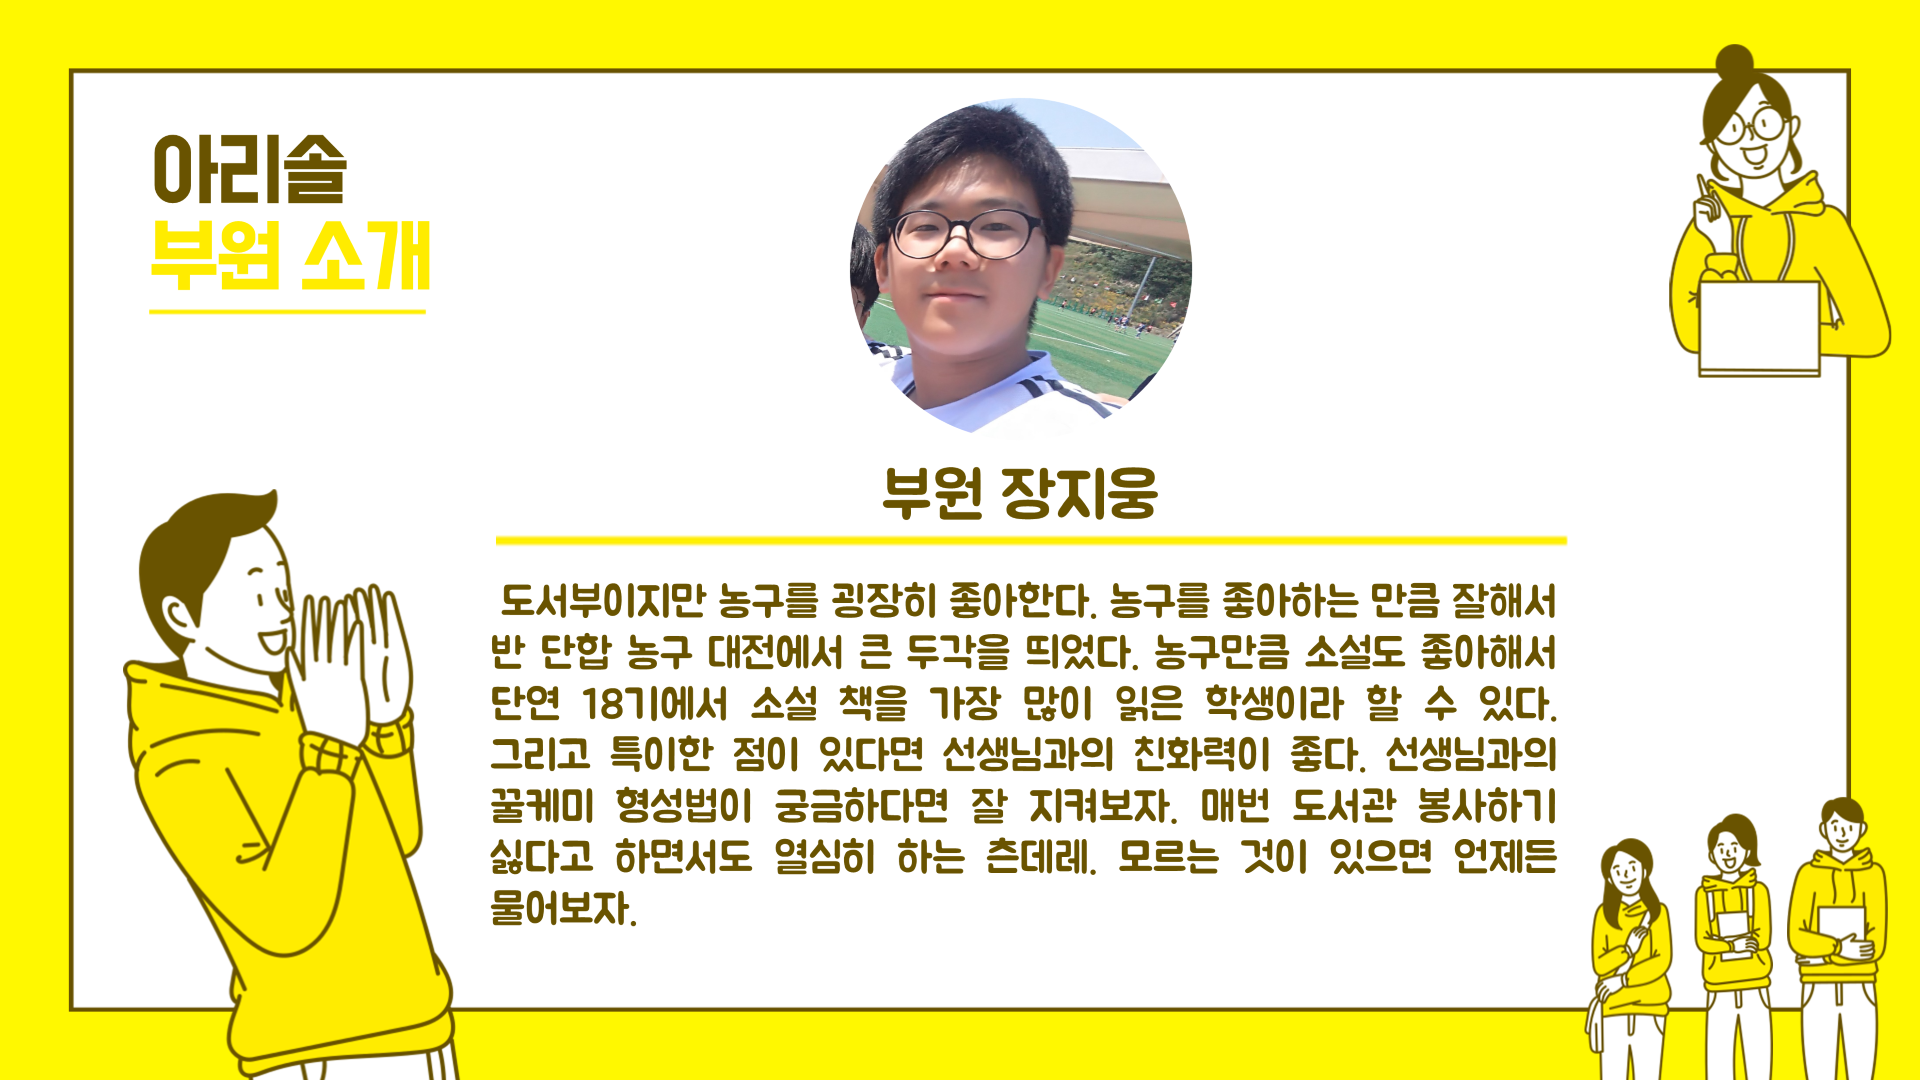 아리솔
부원 소개
부원 장지웅
도서부이지만 농구를 굉장히 좋아한다. 농구를 좋아하는 만큼 잘해서
반 단합 농구 대전에서 큰 두각을 띄었다. 농구만큼 소설도 좋아해서
단연 18기에서 소설 책을 가장 많이 읽은 학생이라 할 수 있다.
그리고 특이한 점이 있다면 선생님과의 친화력이 좋다. 선생님과의
꿀케미 형성법이 궁금하다면 잘 지켜보자. 매번 도서관 봉사하기
싫다고 하면서도 열심히 하는 츤데레. 모르는 것이 있으면 언제든
물어보자.